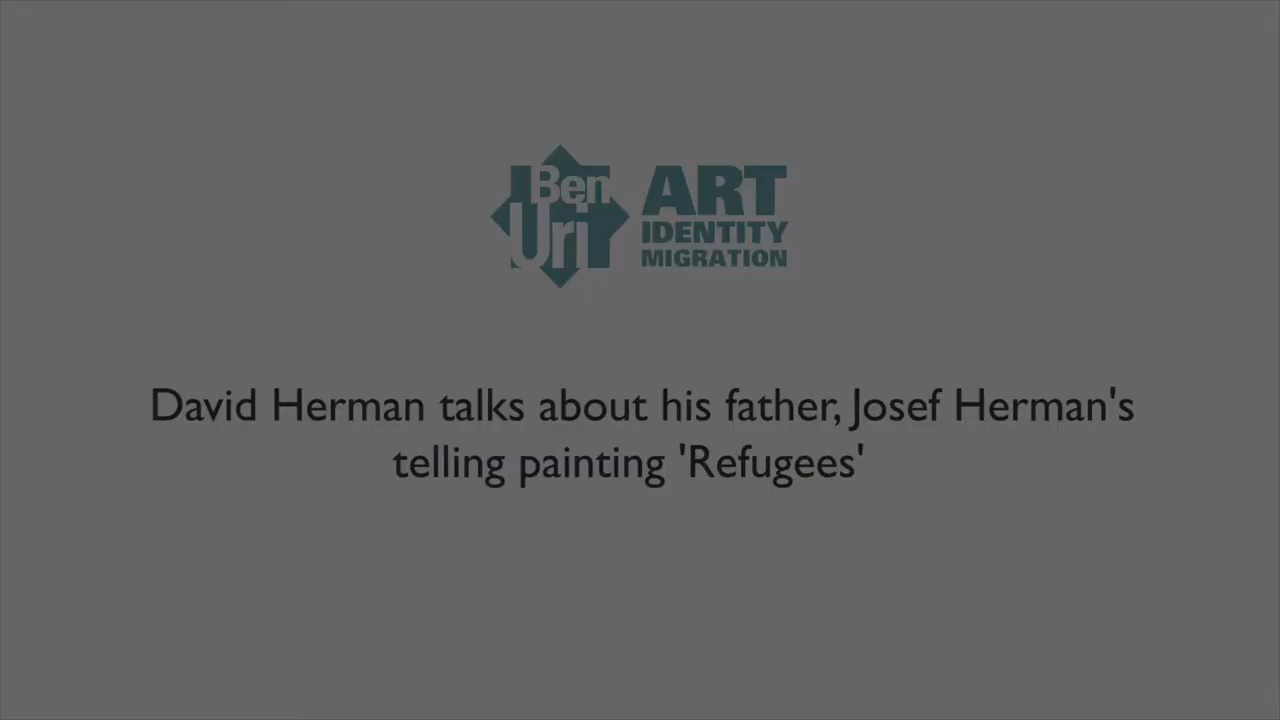 Ben
Uri
ART
IDENTITY
MIGRATION
David Herman talks about his father, Josef Herman's
telling painting 'Refugees'